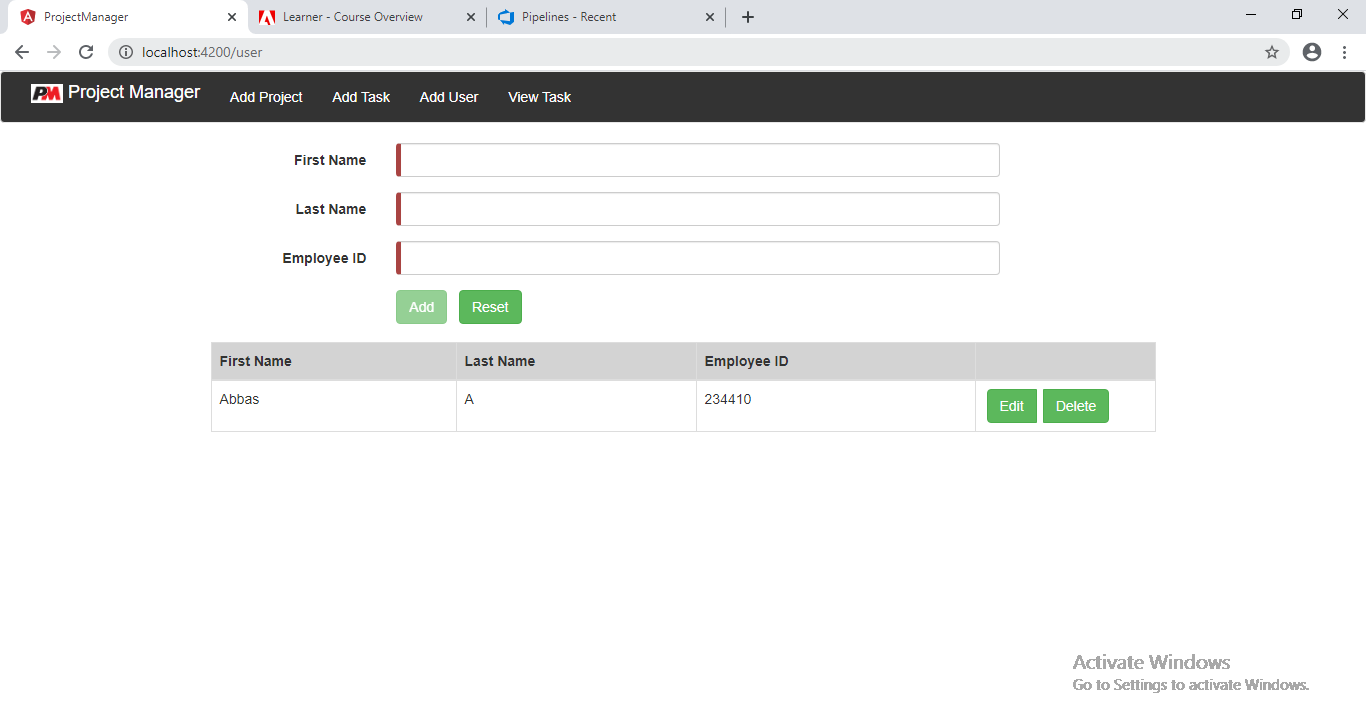 ProjectManager
Learner - Course Overview
Pipelines - Recent
localhost:4200/user
PM Project Manager
Add Project
Add Task
Add User
View Task
First Name
Last Name
Employee ID
Add
Reset
First Name
Last Name
Employee ID
Abbas
A
234410
Edit
Delete
Activate Windows
Go to Settings to activate Windows.